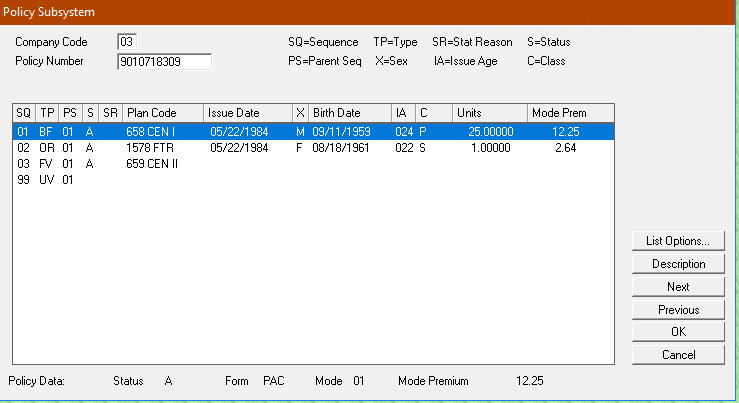 Policy Subsystem
Company Code 03 SQ=Sequence TP=Type SR=Stat Reason S=Status
Policy Number 9010718309 PS=Parent Seq X=Sex IA=Issue Age C=Class
SQ TP PS S SR Plan Code Issue Date X Birth Date IA C Units Mode Prem
01 BF 01 A 658 CEN I 05/22/1984 M 09/11/1959 024 P 25.00000 12.25
02 OR 01 A 1578 FTR 05/22/1984 F 08/18/1961 022 S 1.00000 2.64
03 FV 01 A 659 CEN II
99 UV 01
List Options...
Description
Next
Previous
OK
Cancel
Policy Data: Status A Form PAC Mode 01 Mode Premium 12.25